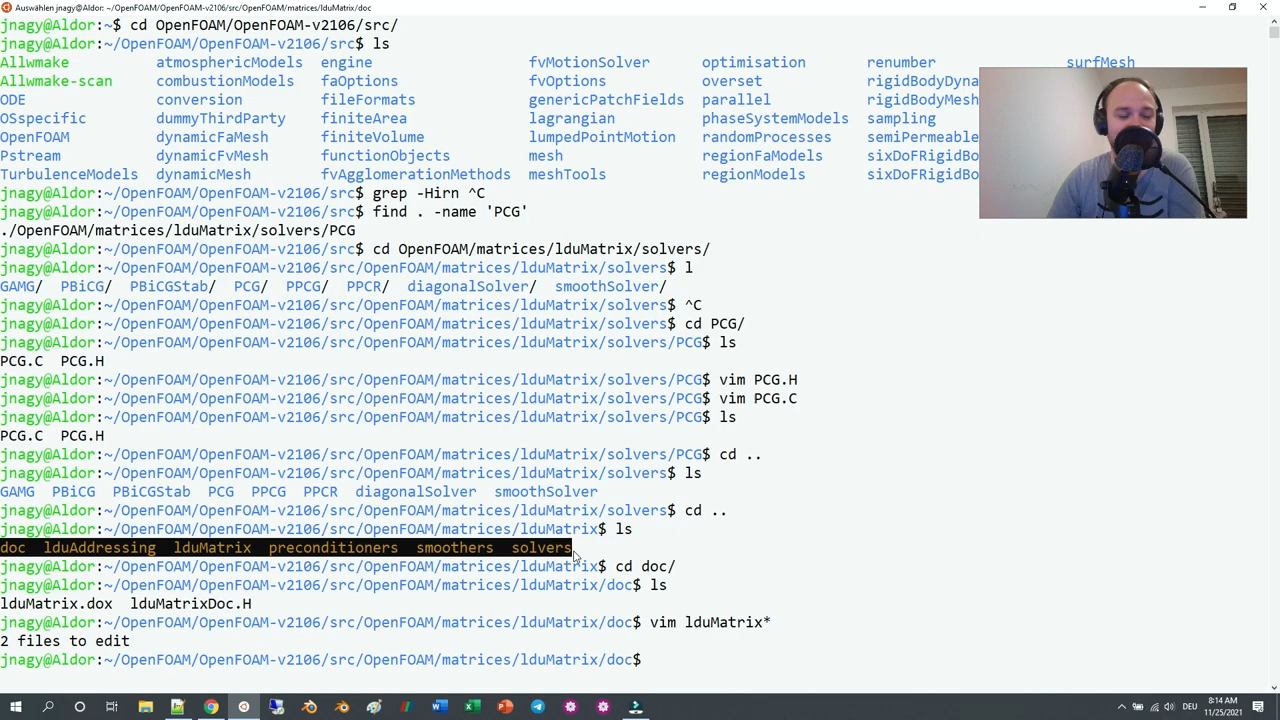 Auswählen jnagy@Aldor: ~/OpenFOAM/OpenFOAM-v2106/src/OpenFOAM/matrices/lduMatrix/doc
jnagy@Aldor:~$ cd OpenFOAM/OpenFOAM-v2106/src/
jnagy@Aldor:~/OpenFOAM/OpenFOAM-v2106/src$ ls
Allwmake atmosphericModels engine fvMotionSolver optimisation renumber surfMesh
Allwmake-scan combustionModels faOptions fvOptions overset rigidBodyDyna
ODE conversion fileFormats genericPatchFields parallel rigidBodyMesh
OSspecific dummyThirdParty finiteArea lagrangian phaseSystemModels sampling
OpenFOAM dynamicFaMesh finiteVolume lumpedPointMotion randomProcesses semiPermeable
Pstream dynamicFvMesh functionObjects mesh regionFaModels sixDoFRigidBo
TurbulenceModels dynamicMesh fvAgglomerationMethods meshTools regionModels sixDoFRigidBo
jnagy@Aldor:~/OpenFOAM/OpenFOAM-v2106/src$ grep -Hirn ^C
jnagy@Aldor:~/OpenFOAM/OpenFOAM-v2106/src$ find . -name 'PCG'
./OpenFOAM/matrices/lduMatrix/solvers/PCG
jnagy@Aldor:~/OpenFOAM/OpenFOAM-v2106/src$ cd OpenFOAM/matrices/lduMatrix/solvers/
jnagy@Aldor:~/OpenFOAM/OpenFOAM-v2106/src/OpenFOAM/matrices/lduMatrix/solvers$ l
GAMG/ PBiCG/ PBiCGStab/ PCG/ PPCG/ PPCR/ diagonalSolver/ smoothSolver/
jnagy@Aldor:~/OpenFOAM/OpenFOAM-v2106/src/OpenFOAM/matrices/lduMatrix/solvers$ ^C
jnagy@Aldor:~/OpenFOAM/OpenFOAM-v2106/src/OpenFOAM/matrices/lduMatrix/solvers$ cd PCG/
jnagy@Aldor:~/OpenFOAM/OpenFOAM-v2106/src/OpenFOAM/matrices/lduMatrix/solvers/PCG$ ls
PCG.C PCG.H
jnagy@Aldor:~/OpenFOAM/OpenFOAM-v2106/src/OpenFOAM/matrices/lduMatrix/solvers/PCG$ vim PCG.H
jnagy@Aldor:~/OpenFOAM/OpenFOAM-v2106/src/OpenFOAM/matrices/lduMatrix/solvers/PCG$ vim PCG.C
jnagy@Aldor:~/OpenFOAM/OpenFOAM-v2106/src/OpenFOAM/matrices/lduMatrix/solvers/PCG$ ls
PCG.C PCG.H
jnagy@Aldor:~/OpenFOAM/OpenFOAM-v2106/src/OpenFOAM/matrices/lduMatrix/solvers/PCG$ cd ..
jnagy@Aldor:~/OpenFOAM/OpenFOAM-v2106/src/OpenFOAM/matrices/lduMatrix/solvers$ ls
GAMG PBiCG PBiCGStab PCG PPCG PPCR diagonalSolver smoothSolver
jnagy@Aldor:~/OpenFOAM/OpenFOAM-v2106/src/OpenFOAM/matrices/lduMatrix/solvers$ cd ..
jnagy@Aldor:~/OpenFOAM/OpenFOAM-v2106/src/OpenFOAM/matrices/lduMatrix$ ls
doc lduAddressing lduMatrix preconditioners smoothers solvers
jnagy@Aldor:~/OpenFOAM/OpenFOAM-v2106/src/OpenFOAM/matrices/lduMatrix$ cd doc/
jnagy@Aldor:~/OpenFOAM/OpenFOAM-v2106/src/OpenFOAM/matrices/lduMatrix/doc$ ls
lduMatrix.dox lduMatrixDoc.H
jnagy@Aldor:~/OpenFOAM/OpenFOAM-v2106/src/OpenFOAM/matrices/lduMatrix/doc$ vim lduMatrix*
2 files to edit
jnagy@Aldor:~/OpenFOAM/OpenFOAM-v2106/src/OpenFOAM/matrices/lduMatrix/doc$
DEU
8:14 AM
11/25/2021